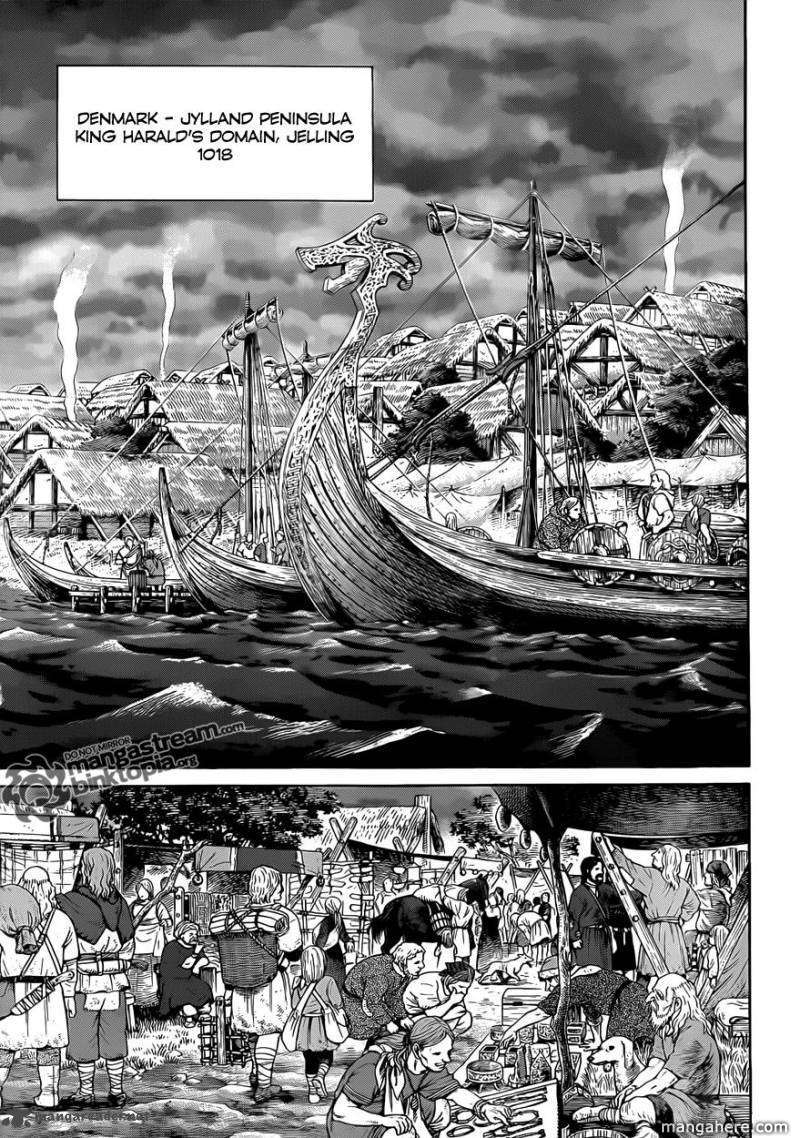 DENMARK - JYLLAND PENINSULA
KING HARALD'S DOMAIN, JELLING
1018
DO NOT MIRROR
mangastream.com
binktopia.org
mangahere.com